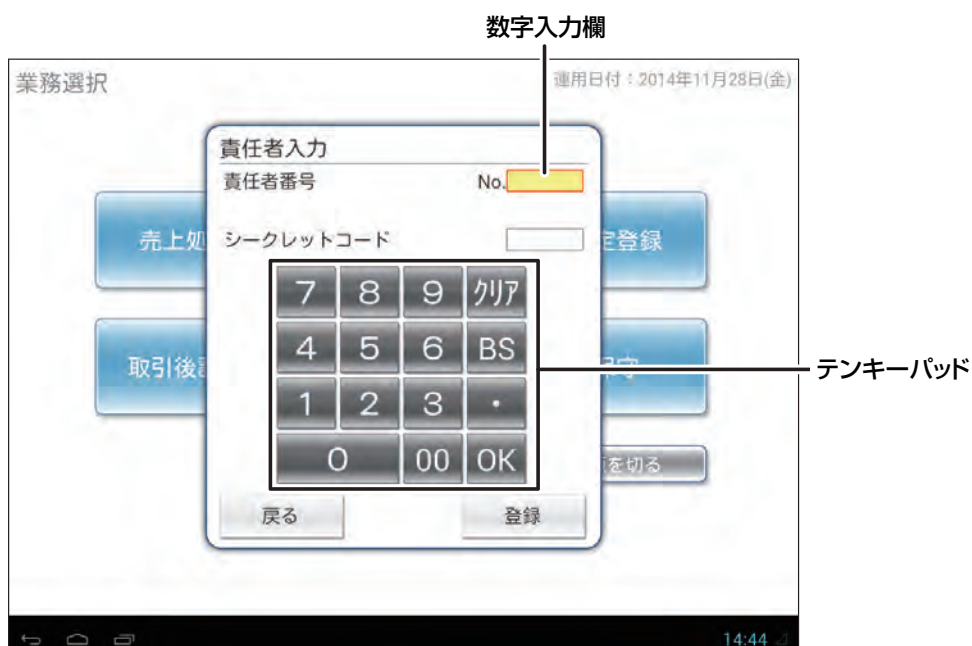 数字入力欄
業務選択
運用日付：2014年11月28日(金)
責任者入力
責任者番号 No.
売上処
シークレットコード
定登録
7 8 9 クリア
4 5 6 BS
取引後
テンキーパッド
1 2 3 ・
0 00 OK
を切る
戻る 登録
14:44